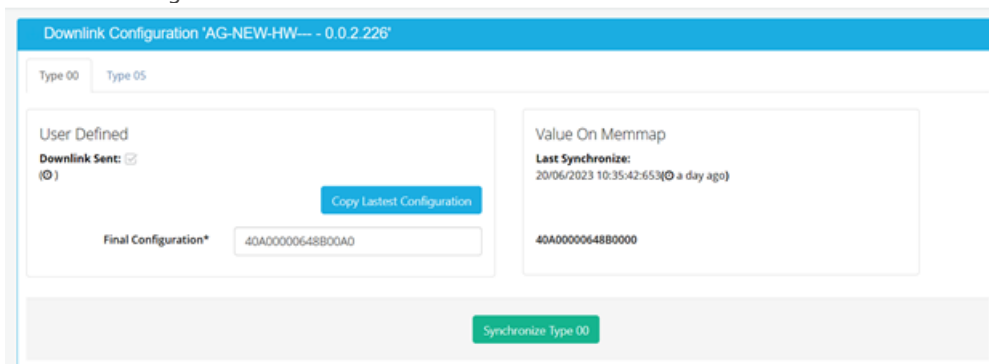 Downlink Configuration 'AG-NEW-HW--- - 0.0.2.226'
Type 00
Type 05
User Defined
Downlink Sent:
( )
Copy Lastest Configuration
Final Configuration*
40A00000648B00A0
Value On Memmap
Last Synchronize:
20/06/2023 10:35:42:653( a day ago)
40A00000648B0000
Synchronize Type 00